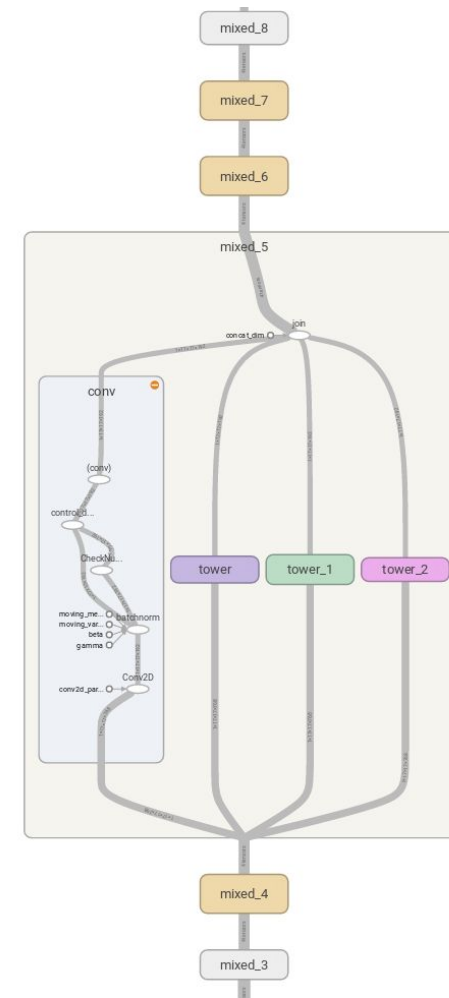 mixed_8
mixed_7
mixed_6
mixed_5
join
concat_dim.
conv
(conv)
control_d...
CheckNu...
tower
tower_1
tower_2
moving_me...
moving_var...
batchnorm
beta
gamma
Conv2D
conv2d_par...
mixed_4
mixed_3